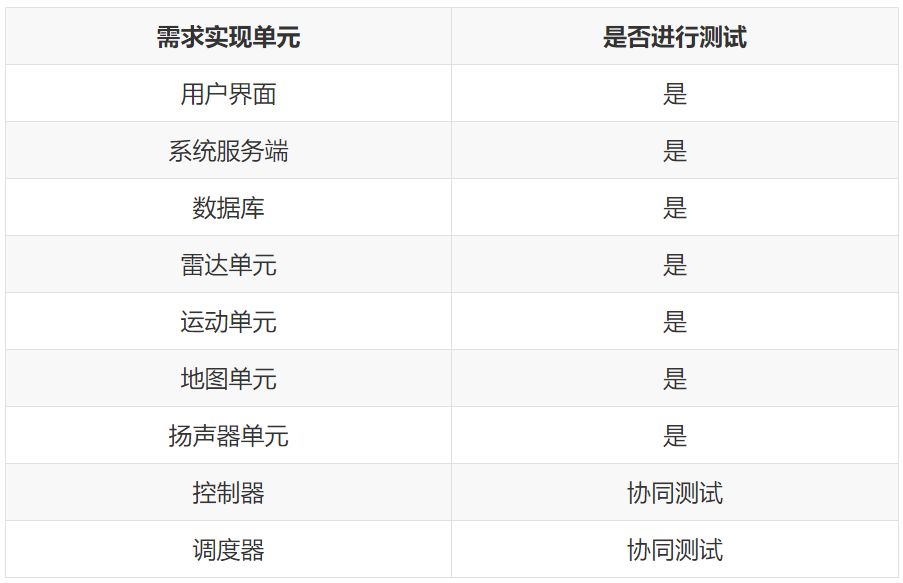 需求实现单元 是否进行测试
用户界面 是
系统服务端 是
数据库 是
雷达单元 是
运动单元 是
地图单元 是
扬声器单元 是
控制器 协同测试
调度器 协同测试